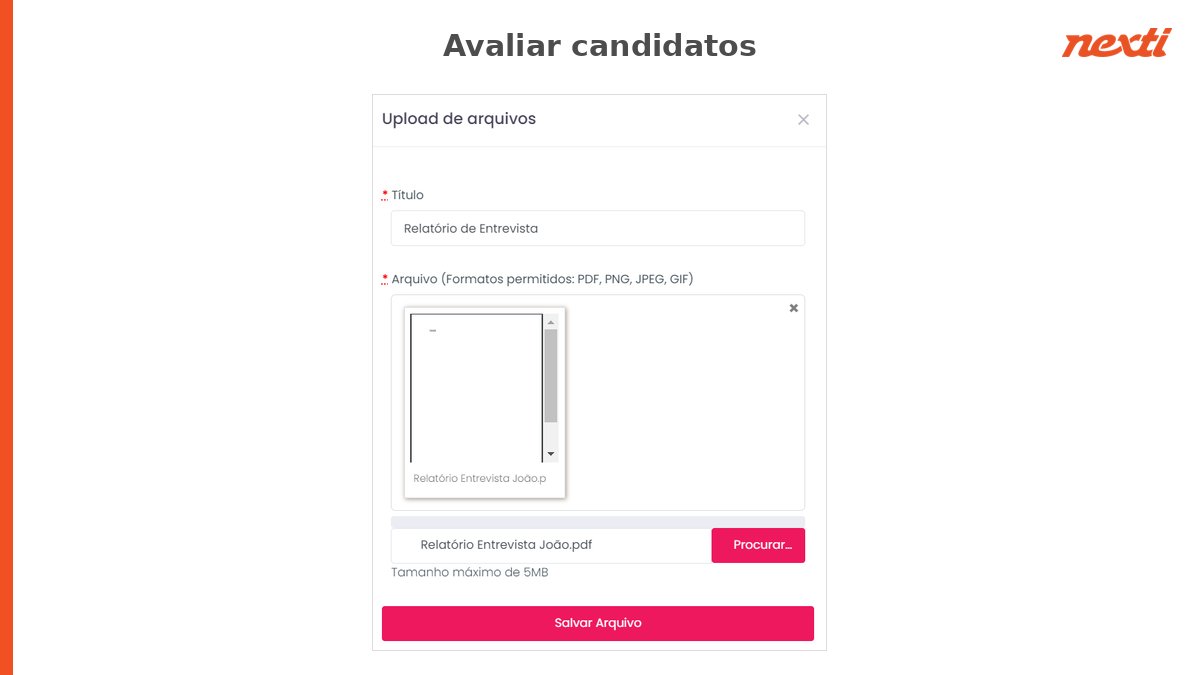 Avaliar candidatos
nexti
Upload de arquivos
* Título
Relatório de Entrevista
* Arquivo (Formatos permitidos: PDF, PNG, JPEG, GIF)
Relatório Entrevista João.p
Relatório Entrevista João.pdf
Procurar...
Tamanho máximo de 5MB
Salvar Arquivo